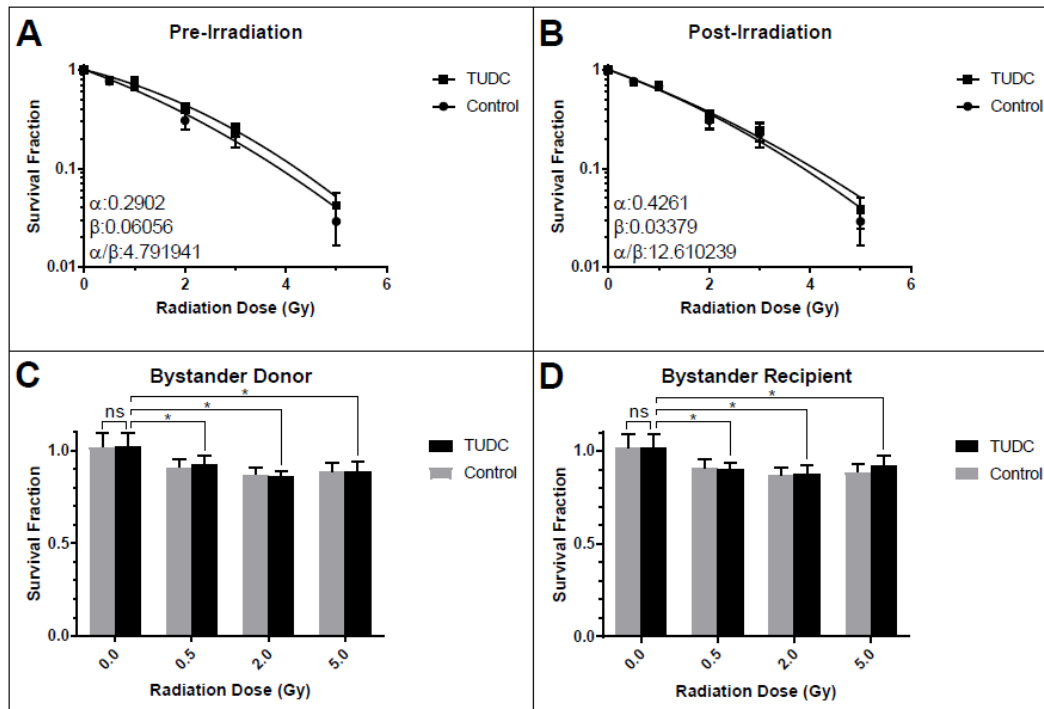 A
Pre-Irradiation
1
0.1
0.01
Survival Fraction
TUDC
Control
α:0.2902
β:0.06056
α/β:4.791941
0
2
4
6
Radiation Dose (Gy)
B
Post-Irradiation
1
0.1
0.01
Survival Fraction
TUDC
Control
α:0.4261
β:0.03379
α/β:12.610239
0
2
4
6
Radiation Dose (Gy)
C
Bystander Donor
*
*
ns
*
1.0
0.5
0.0
Survival Fraction
TUDC
Control
0.0
0.5
2.0
5.0
Radiation Dose (Gy)
D
Bystander Recipient
*
*
ns
*
1.0
0.5
0.0
Survival Fraction
TUDC
Control
0.0
0.5
2.0
5.0
Radiation Dose (Gy)